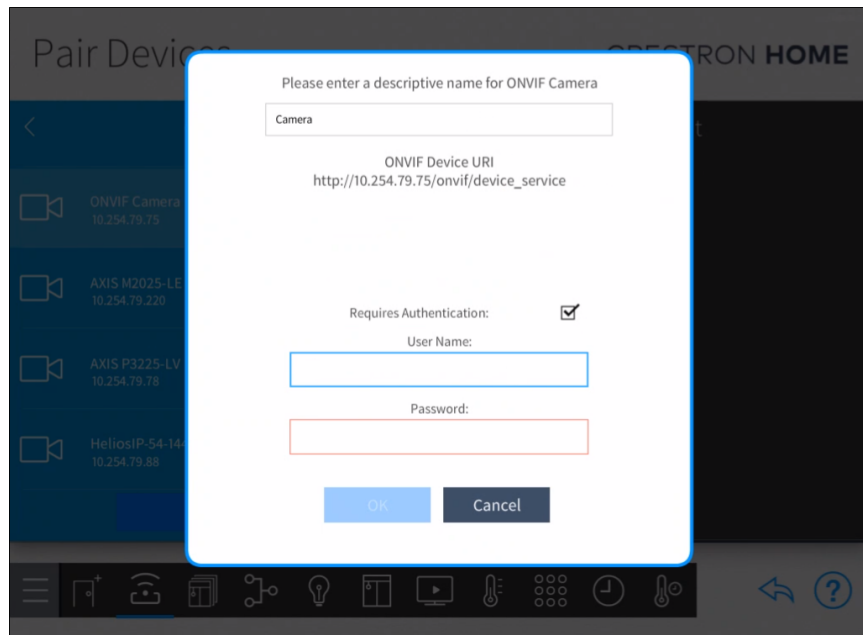 Pair Devices
CRESTRON HOME
Please enter a descriptive name for ONVIF Camera
Camera
ONVIF Device URI
http://10.254.79.75/onvif/device_service
ONVIF Camera
10.254.79.75
AXIS M2025-LE
10.254.79.220
AXIS P3225-LV
10.254.79.78
HeliosIP-54-144
10.254.79.88
Requires Authentication:
User Name:
Password:
OK
Cancel
?